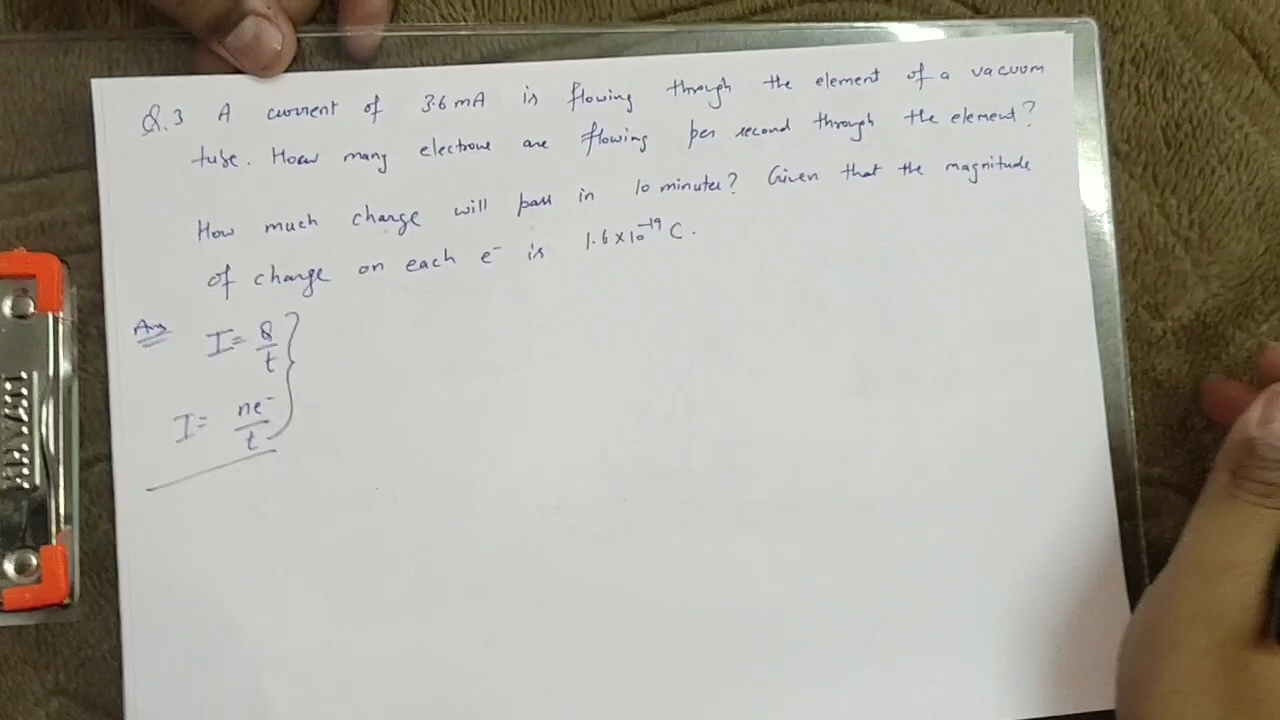 Q.3 A current of 3.6 mA is flowing through the element of a vacuum
tube. How many electrons are flowing per second through the element?
How much charge will pass in 10 minutes? Given that the magnitude
of charge on each e⁻ is 1.6×10⁻¹⁹ C.
Ans I = Q/t
I = ne⁻/t